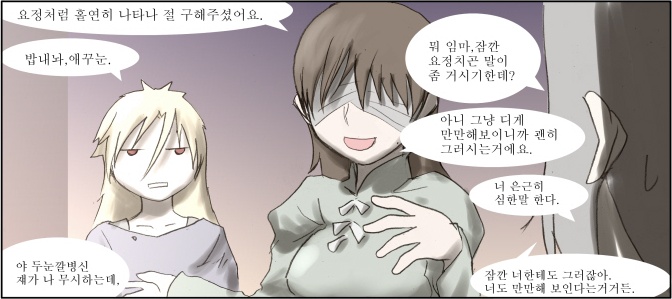 요정처럼 홀연히 나타나 절 구해주셨어요.
밥내놔,애꾸눈.
뭐 임마,잠깐
요정치곤 말이
좀 거시기한데?
아니 그냥 디게
만만해보이니까 괜히
그러시는거에요.
너 은근히
심한말 한다.
야 두눈깔병신
쟤가 나 무시하는데,
잠깐 너한테도 그러잖아.
너도 만만해 보인다는거거든.